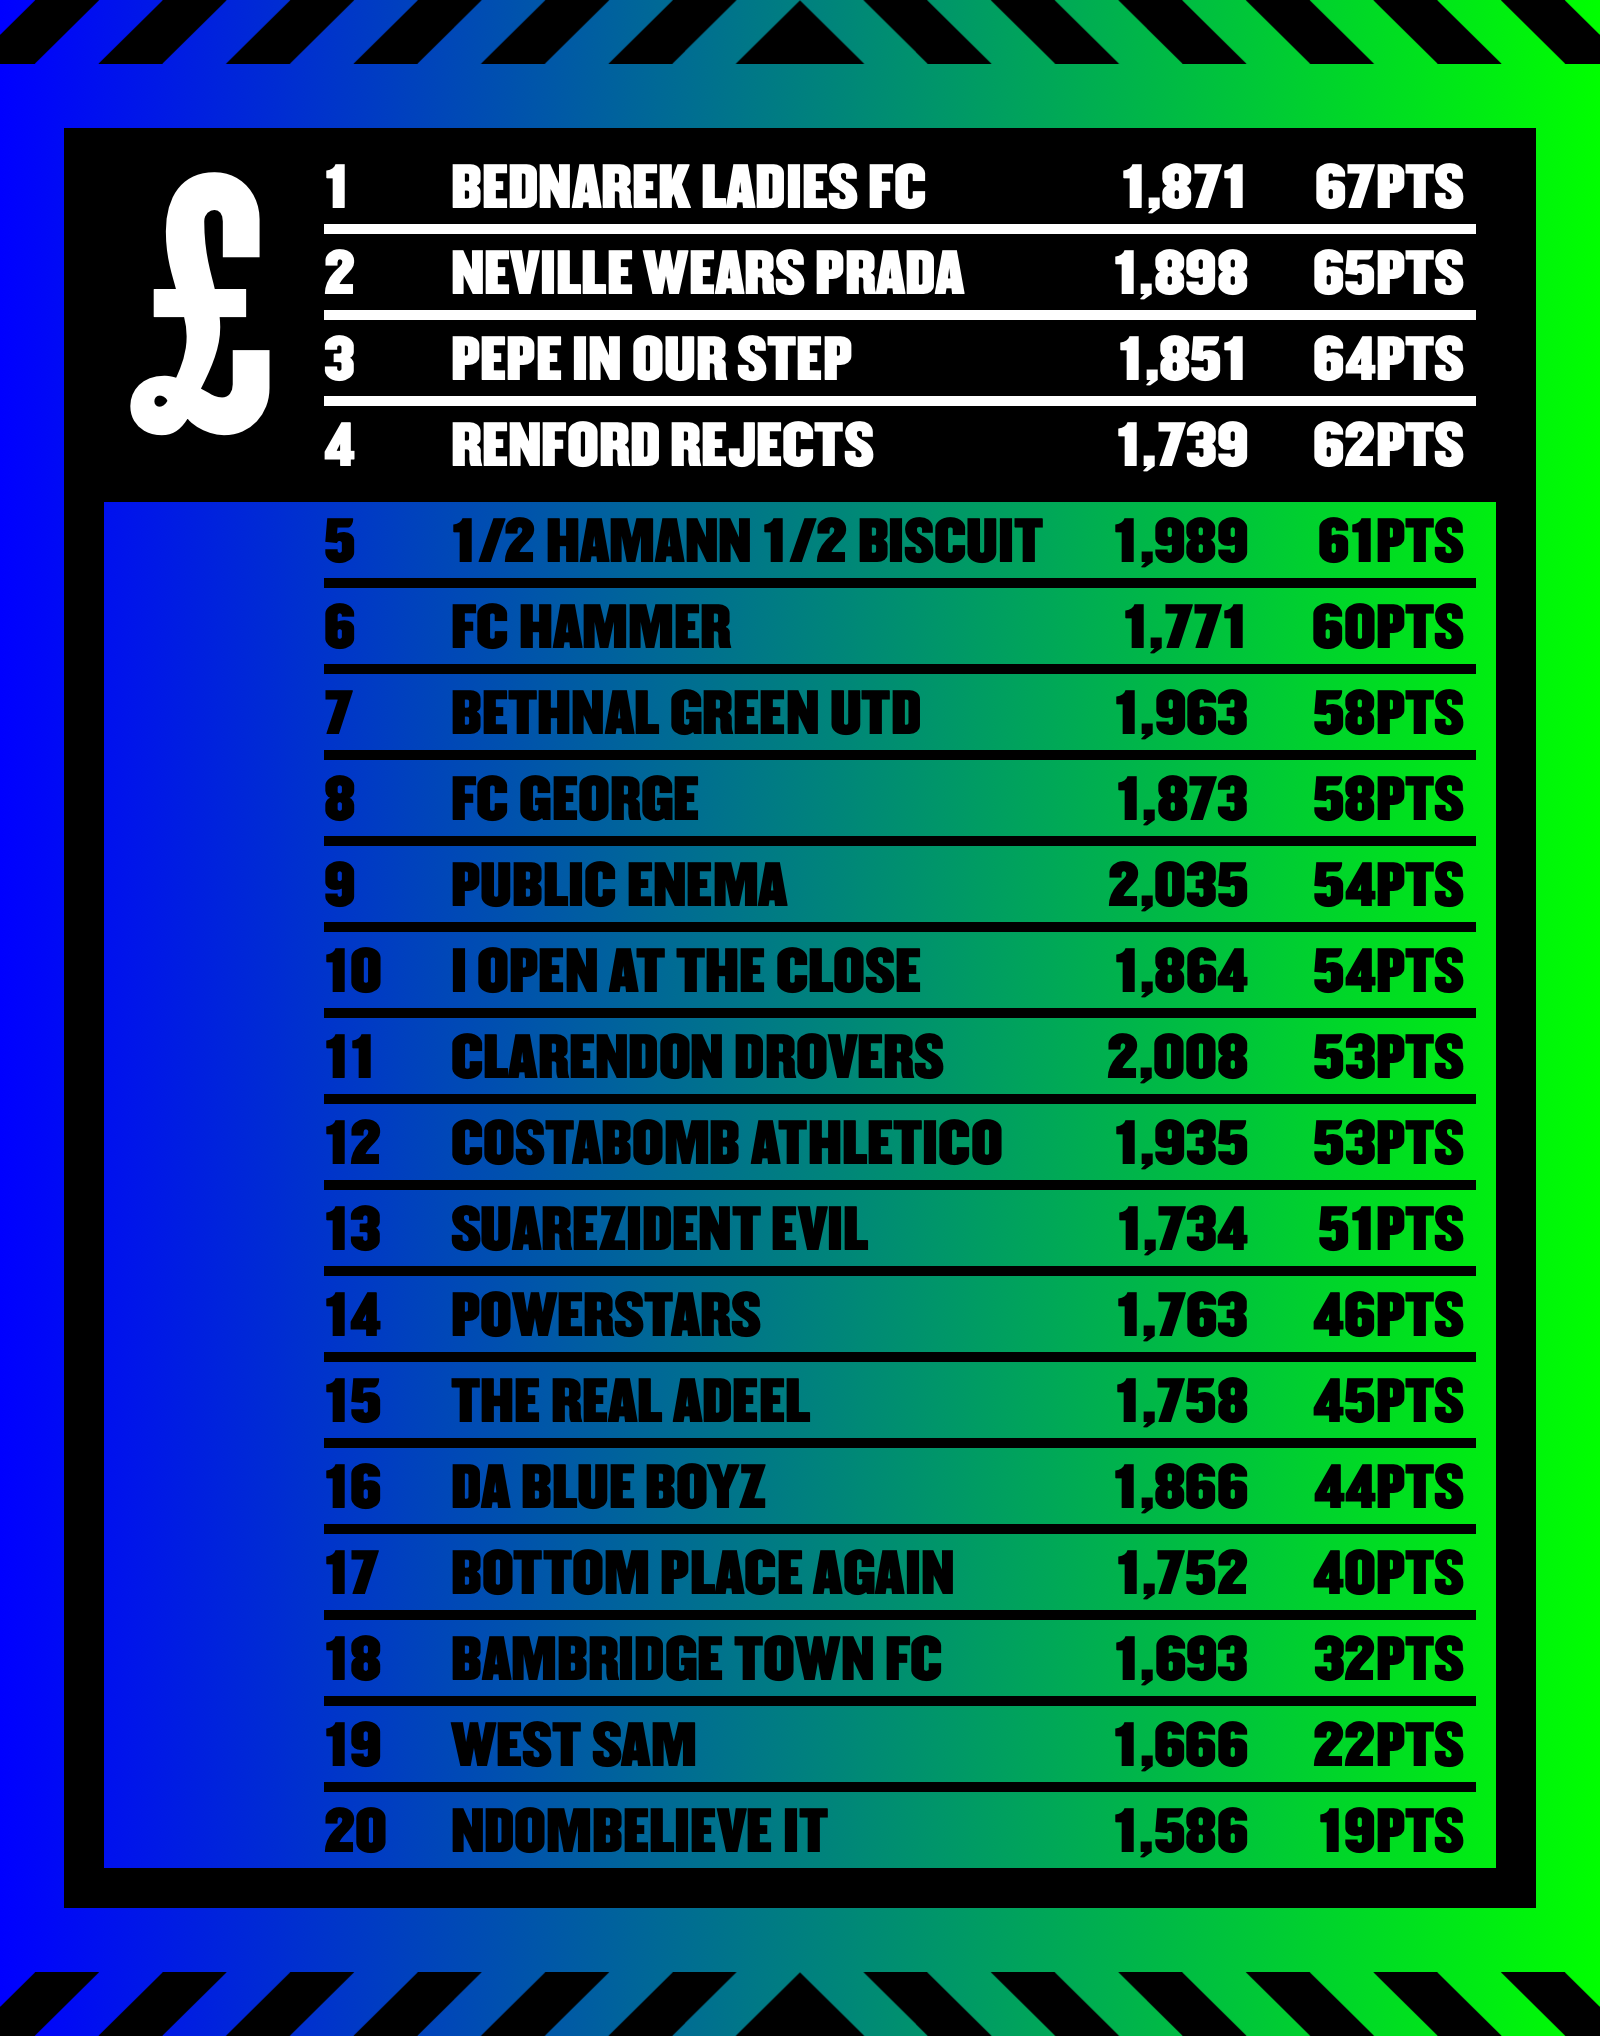 £
1 BEDNAREK LADIES FC 1,871 67PTS
2 NEVILLE WEARS PRADA 1,898 65PTS
3 PEPE IN OUR STEP 1,851 64PTS
4 RENFORD REJECTS 1,739 62PTS
5 1/2 HAMANN 1/2 BISCUIT 1,989 61PTS
6 FC HAMMER 1,771 60PTS
7 BETHNAL GREEN UTD 1,963 58PTS
8 FC GEORGE 1,873 58PTS
9 PUBLIC ENEMA 2,035 54PTS
10 I OPEN AT THE CLOSE 1,864 54PTS
11 CLARENDON DROVERS 2,008 53PTS
12 COSTABOMB ATHLETICO 1,935 53PTS
13 SUAREZIDENT EVIL 1,734 51PTS
14 POWERSTARS 1,763 46PTS
15 THE REAL ADEEL 1,758 45PTS
16 DA BLUE BOYZ 1,866 44PTS
17 BOTTOM PLACE AGAIN 1,752 40PTS
18 BAMBRIDGE TOWN FC 1,693 32PTS
19 WEST SAM 1,666 22PTS
20 NDOMBELIEVE IT 1,586 19PTS